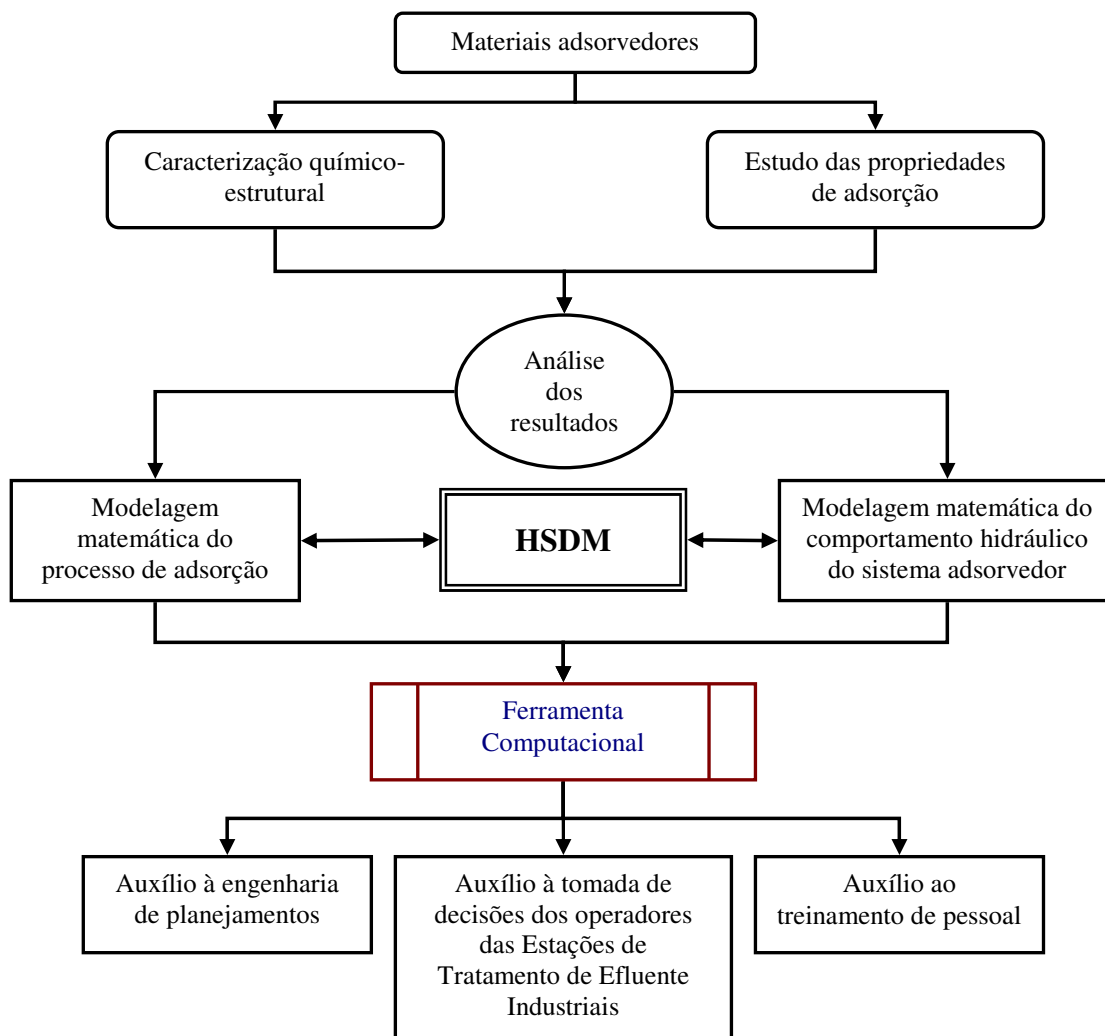 Materiais adsorvedores
Caracterização químico-
estrutural
Estudo das propriedades
de adsorção
Análise
dos
resultados
Modelagem
matemática do
processo de adsorção
HSDM
Modelagem matemática do
comportamento hidráulico
do sistema adsorvedor
Ferramenta
Computacional
Auxílio à engenharia
de planejamentos
Auxílio à tomada de
decisões dos operadores
das Estações de
Tratamento de Efluente
Industriais
Auxílio ao
treinamento de pessoal